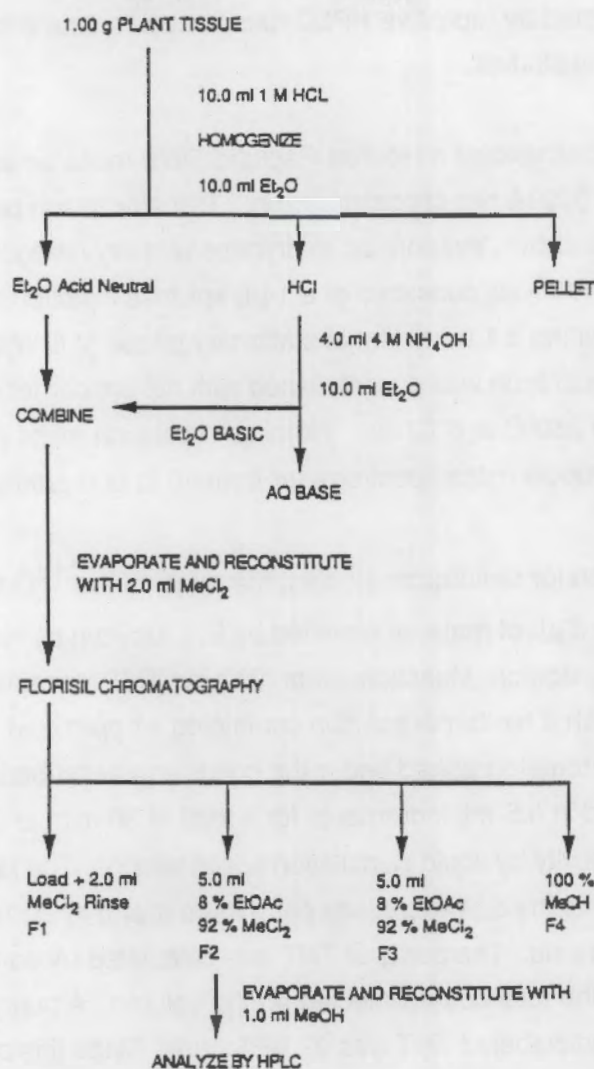 1.00 g PLANT TISSUE
10.0 ml 1 M HCL
HOMOGENIZE
10.0 ml Et₂O
Et₂O Acid Neutral
HCl
PELLET
4.0 ml 4 M NH₄OH
10.0 ml Et₂O
COMBINE
Et₂O BASIC
AQ BASE
EVAPORATE AND RECONSTITUTE
WITH 2.0 ml MeCl₂
FLORISIL CHROMATOGRAPHY
Load + 2.0 ml
MeCl₂ Rinse
F1
5.0 ml
8 % EtOAc
92 % MeCl₂
F2
5.0 ml
8 % EtOAc
92 % MeCl₂
F3
100 %
MeOH
F4
EVAPORATE AND RECONSTITUTE WITH
1.0 ml MeOH
ANALYZE BY HPLC